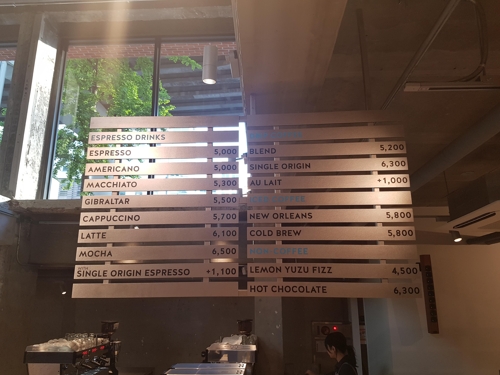 ESPRESSO DRINKS
ESPRESSO 5,000
AMERICANO 5,000
MACCHIATO 5,300
GIBRALTAR 5,500
CAPPUCCINO 5,700
LATTE 6,100
MOCHA 6,500
SINGLE ORIGIN ESPRESSO +1,100
BLEND 5,200
SINGLE ORIGIN 6,300
AU LAIT +1,000
NEW ORLEANS 5,800
COLD BREW 5,800
NON-COFFEE
LEMON YUZU FIZZ 4,500
HOT CHOCOLATE 6,300